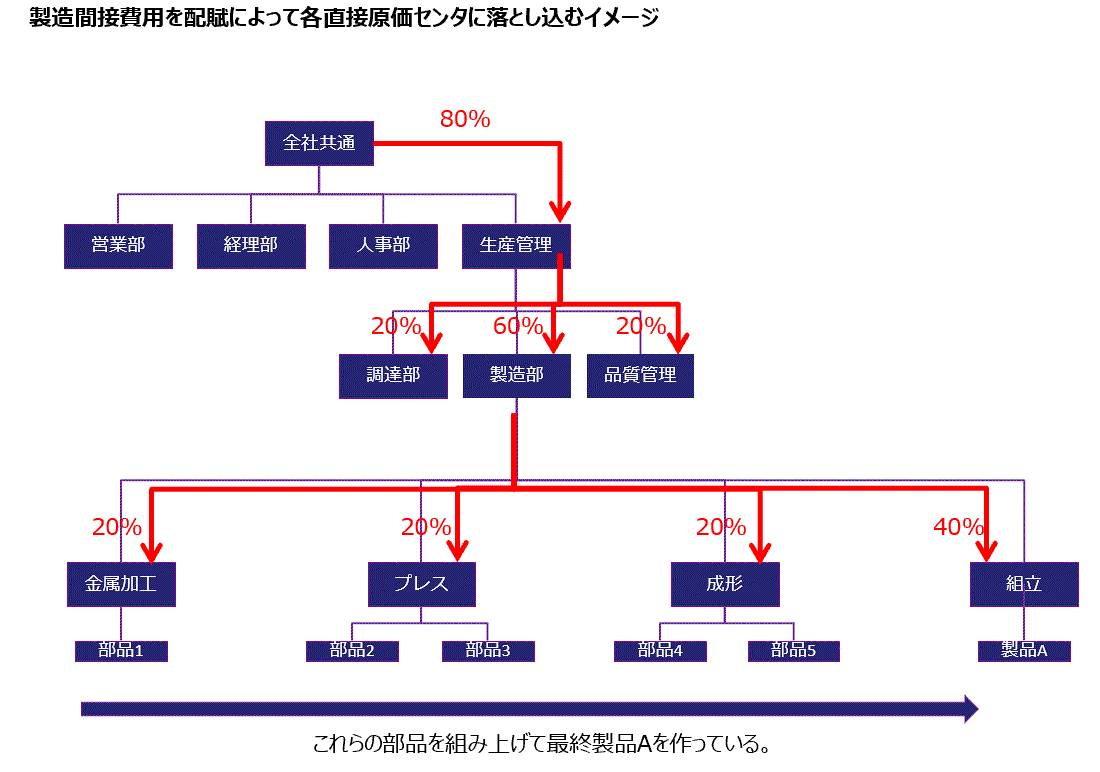 製造間接費用を配賦によって各直接原価センタに落とし込むイメージ
80%
全社共通
営業部
経理部
人事部
生産管理
20%
60%
20%
調達部
製造部
品質管理
20%
20%
20%
40%
金属加工
プレス
成形
組立
部品1
部品2
部品3
部品4
部品5
製品A
これらの部品を組み上げて最終製品Aを作っている。